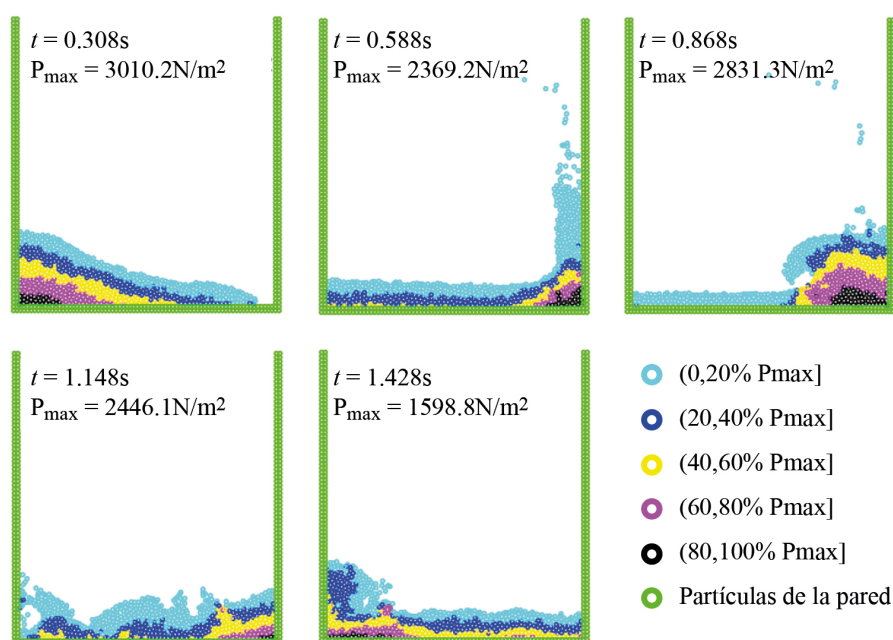 t = 0.308s
Pmax = 3010.2N/m²
t = 0.588s
Pmax = 2369.2N/m²
t = 0.868s
Pmax = 2831.3N/m²
t = 1.148s
Pmax = 2446.1N/m²
t = 1.428s
Pmax = 1598.8N/m²
(0,20% Pmax]
(20,40% Pmax]
(40,60% Pmax]
(60,80% Pmax]
(80,100% Pmax]
Partículas de la pared